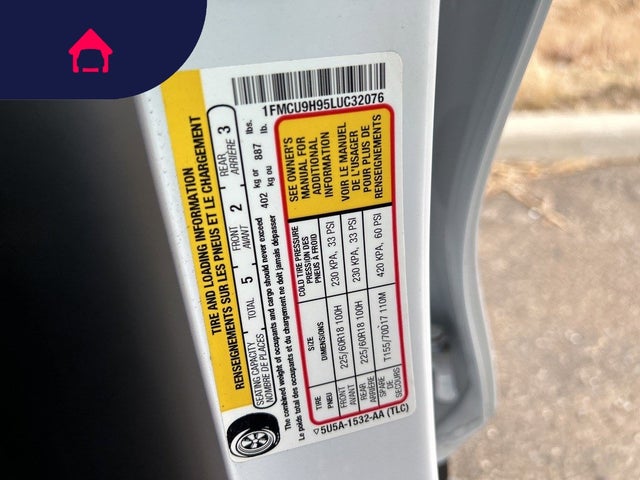 1FMCU9H95LUC32076
TIRE AND LOADING INFORMATION
RENSEIGNEMENTS SUR LES PNEUS ET LE CHARGEMENT
SEATING CAPACITY TOTAL 5 FRONT 2 REAR 3
NOMBRE DE PLACES AVANT ARRIÈRE
The combined weight of occupants and cargo should never exceed 402 kg or 887 lbs.
Le poids total des occupants et du chargement ne doit jamais dépasser 402 kg ou 887 lb.
TIRE SIZE COLD TIRE PRESSURE
PNEU DIMENSIONS PRESSION DES PNEUS À FROID
FRONT AVANT 225/60R18 100H 230 KPA, 33 PSI
REAR ARRIÈRE 225/60R18 100H 230 KPA, 33 PSI
SPARE DE SECOURS T155/70D17 110M 420 KPA, 60 PSI
SEE OWNER'S
MANUAL FOR
ADDITIONAL
INFORMATION
VOIR LE MANUEL
DE L'USAGER
POUR PLUS DE
RENSEIGNEMENTS
5U5A-1532-AA (TLC)